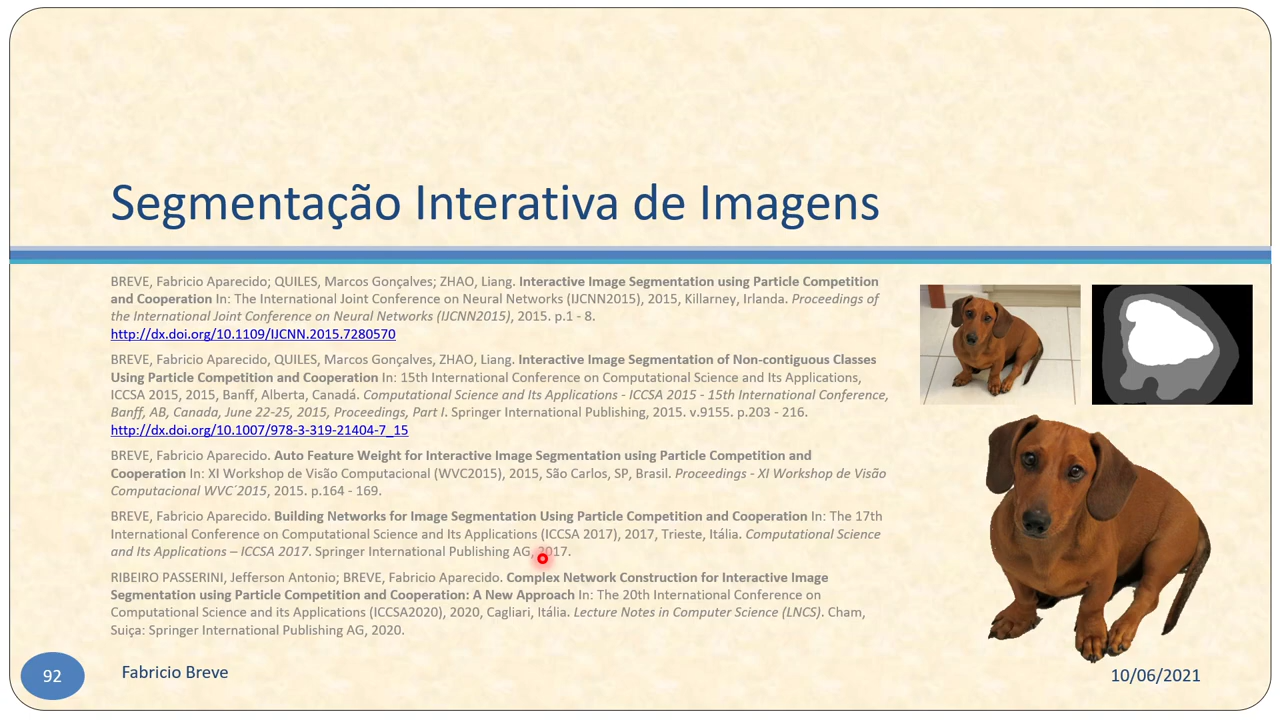 Segmentação Interativa de Imagens
BREVE, Fabricio Aparecido; QUILES, Marcos Gonçalves; ZHAO, Liang. Interactive Image Segmentation using Particle Competition
and Cooperation In: The International Joint Conference on Neural Networks (IJCNN2015), 2015, Killarney, Irlanda. Proceedings of
the International Joint Conference on Neural Networks (IJCNN2015), 2015. p.1 - 8.
http://dx.doi.org/10.1109/IJCNN.2015.7280570
BREVE, Fabricio Aparecido, QUILES, Marcos Gonçalves, ZHAO, Liang. Interactive Image Segmentation of Non-contiguous Classes
Using Particle Competition and Cooperation In: 15th International Conference on Computational Science and Its Applications,
ICCSA 2015, 2015, Banff, Alberta, Canadá. Computational Science and Its Applications - ICCSA 2015 - 15th International Conference,
Banff, AB, Canada, June 22-25, 2015, Proceedings, Part I. Springer International Publishing, 2015. v.9155. p.203 - 216.
http://dx.doi.org/10.1007/978-3-319-21404-7_15
BREVE, Fabricio Aparecido. Auto Feature Weight for Interactive Image Segmentation using Particle Competition and
Cooperation In: XI Workshop de Visão Computacional (WVC2015), 2015, São Carlos, SP, Brasil. Proceedings - XI Workshop de Visão
Computacional WVC´2015, 2015. p.164 - 169.
BREVE, Fabricio Aparecido. Building Networks for Image Segmentation Using Particle Competition and Cooperation In: The 17th
International Conference on Computational Science and Its Applications (ICCSA 2017), 2017, Trieste, Itália. Computational Science
and Its Applications – ICCSA 2017. Springer International Publishing AG, 2017.
RIBEIRO PASSERINI, Jefferson Antonio; BREVE, Fabricio Aparecido. Complex Network Construction for Interactive Image
Segmentation using Particle Competition and Cooperation: A New Approach In: The 20th International Conference on
Computational Science and its Applications (ICCSA2020), 2020, Cagliari, Itália. Lecture Notes in Computer Science (LNCS). Cham,
Suiça: Springer International Publishing AG, 2020.
92
Fabricio Breve
10/06/2021